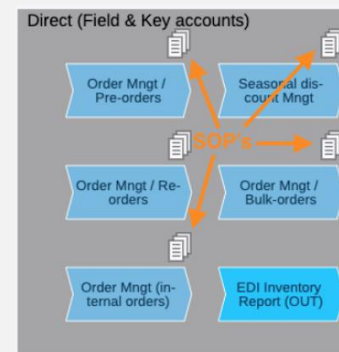 Direct (Field & Key accounts)
Order Mngt /
Pre-orders
Seasonal dis-
count Mngt
SOP's
Order Mngt / Re-
orders
Order Mngt /
Bulk-orders
Order Mngt (in-
ternal orders)
EDI Inventory
Report (OUT)